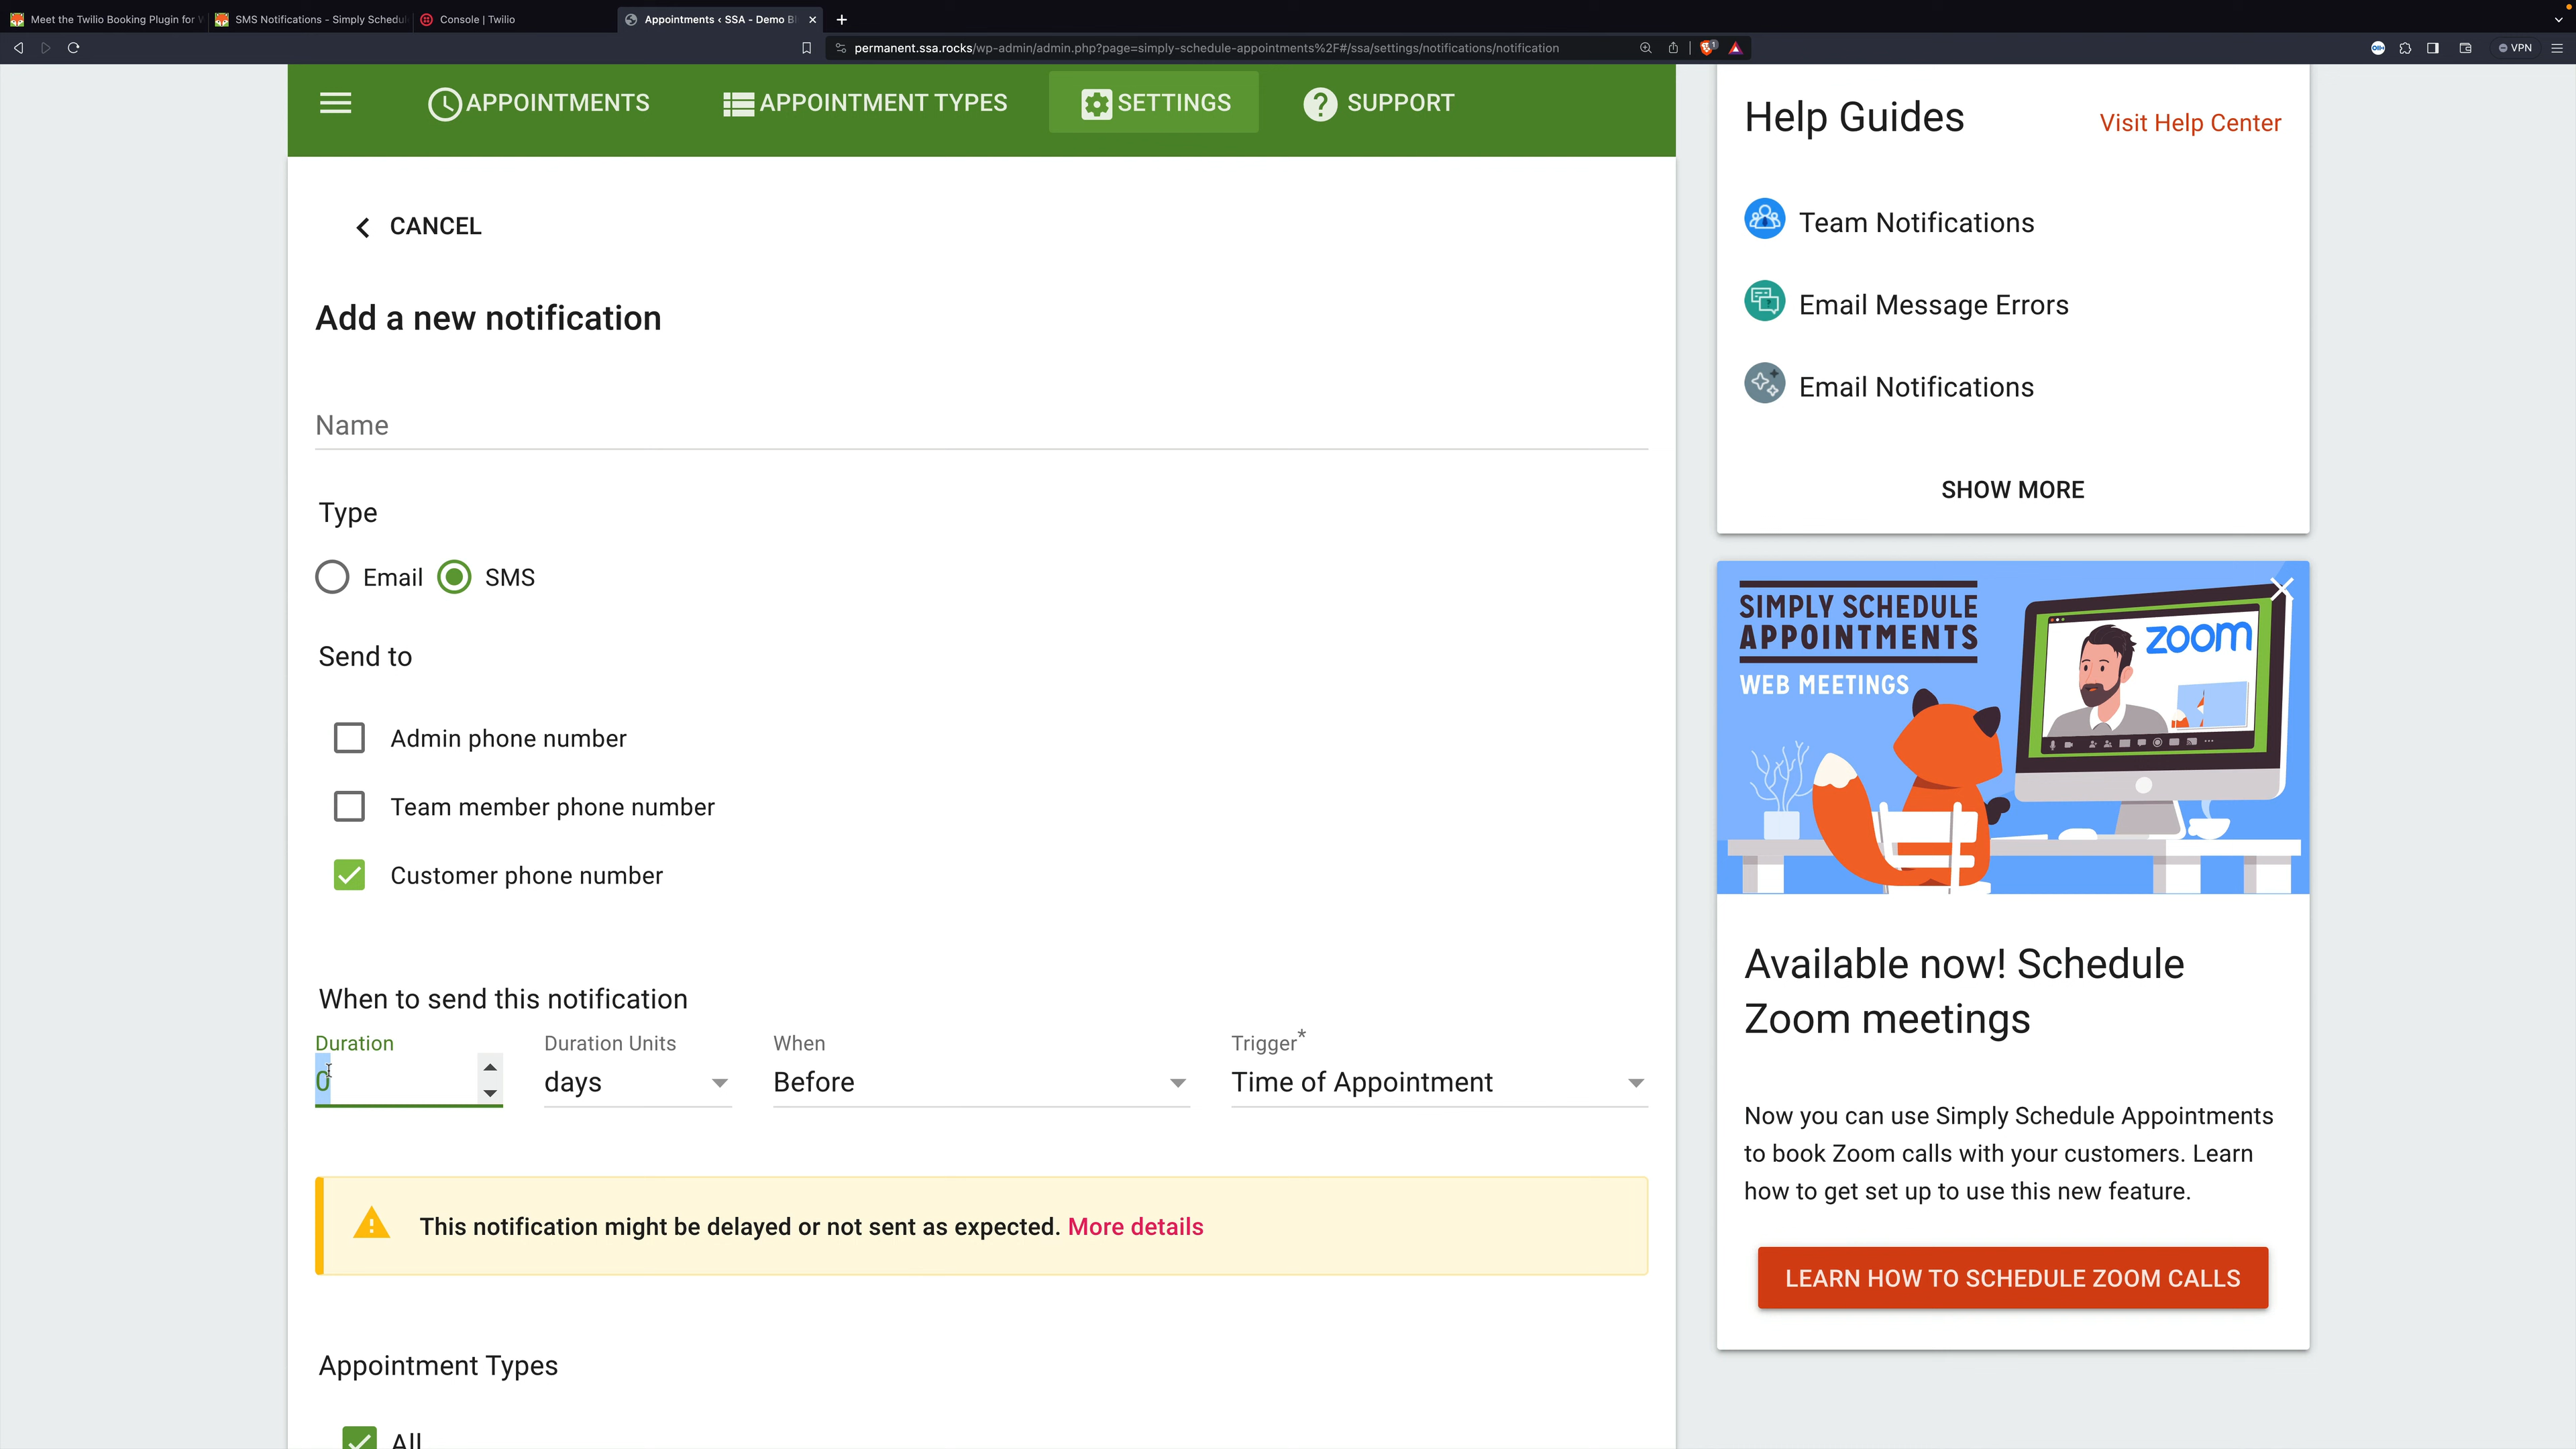 Meet the Twilio Booking Plugin for W
SMS Notifications - Simply Schedul
Console | Twilio
Appointments < SSA - Demo Bl
permanent.ssa.rocks/wp-admin/admin.php?page=simply-schedule-appointments%2F#/ssa/settings/notifications/notification
1
VPN
APPOINTMENTS
APPOINTMENT TYPES
SETTINGS
SUPPORT
CANCEL
Add a new notification
Name
Type
Email
SMS
Send to
Admin phone number
Team member phone number
Customer phone number
When to send this notification
Duration
Duration Units
When
Trigger*
0
days
Before
Time of Appointment
This notification might be delayed or not sent as expected. More details
Appointment Types
All
Help Guides
Visit Help Center
Team Notifications
Email Message Errors
Email Notifications
SHOW MORE
SIMPLY SCHEDULE
APPOINTMENTS
WEB MEETINGS
zoom
Available now! Schedule
Zoom meetings
Now you can use Simply Schedule Appointments
to book Zoom calls with your customers. Learn
how to get set up to use this new feature.
LEARN HOW TO SCHEDULE ZOOM CALLS